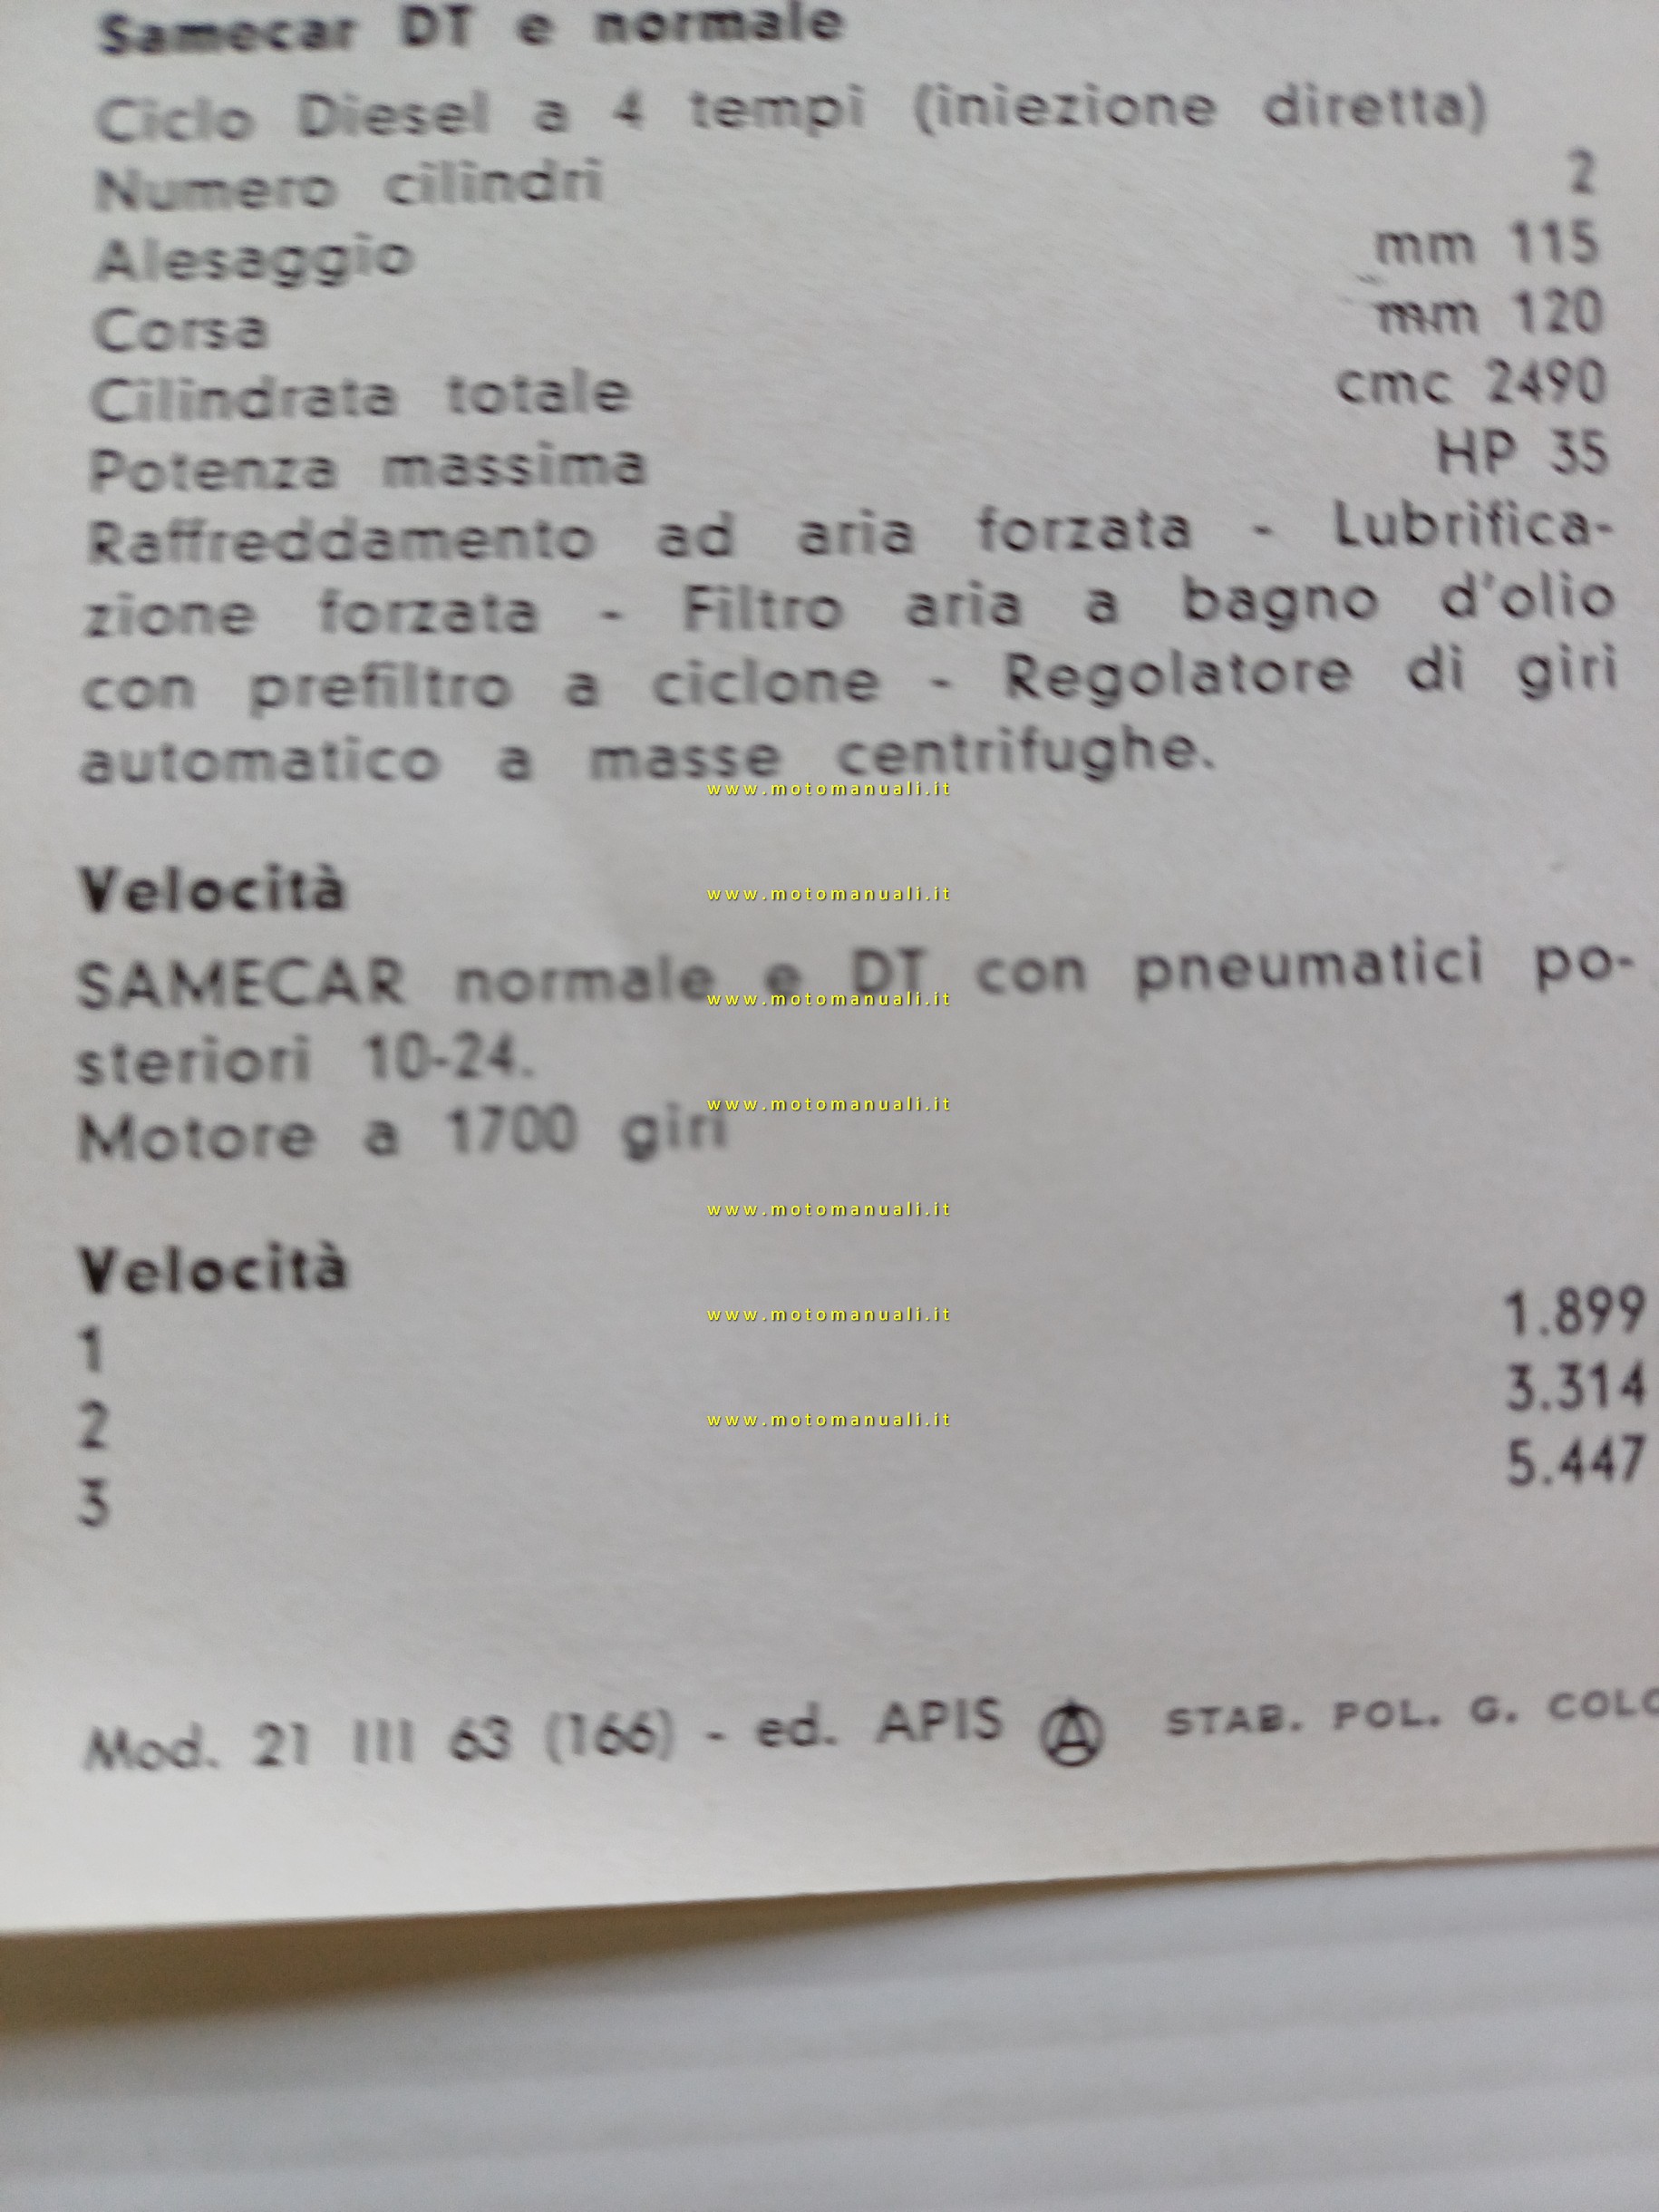 Samecar DT e normale
Ciclo Diesel a 4 tempi (iniezione diretta)
Numero cilindri 2
Alesaggio mm 115
Corsa mm 120
Cilindrata totale cmc 2490
Potenza massima HP 35
Raffreddamento ad aria forzata - Lubrifica-
zione forzata - Filtro aria a bagno d'olio
con prefiltro a ciclone - Regolatore di giri
automatico a masse centrifughe.
www.motomanuali.it
Velocità
www.motomanuali.it
SAMECAR normale e DT con pneumatici po-
www.motomanuali.it
steriori 10-24.
www.motomanuali.it
Motore a 1700 giri
www.motomanuali.it
Velocità
www.motomanuali.it
1 1.899
2 3.314
www.motomanuali.it
3 5.447
Mod. 21 III 63 (166) - ed. APIS A STAB. POL. G. COLO